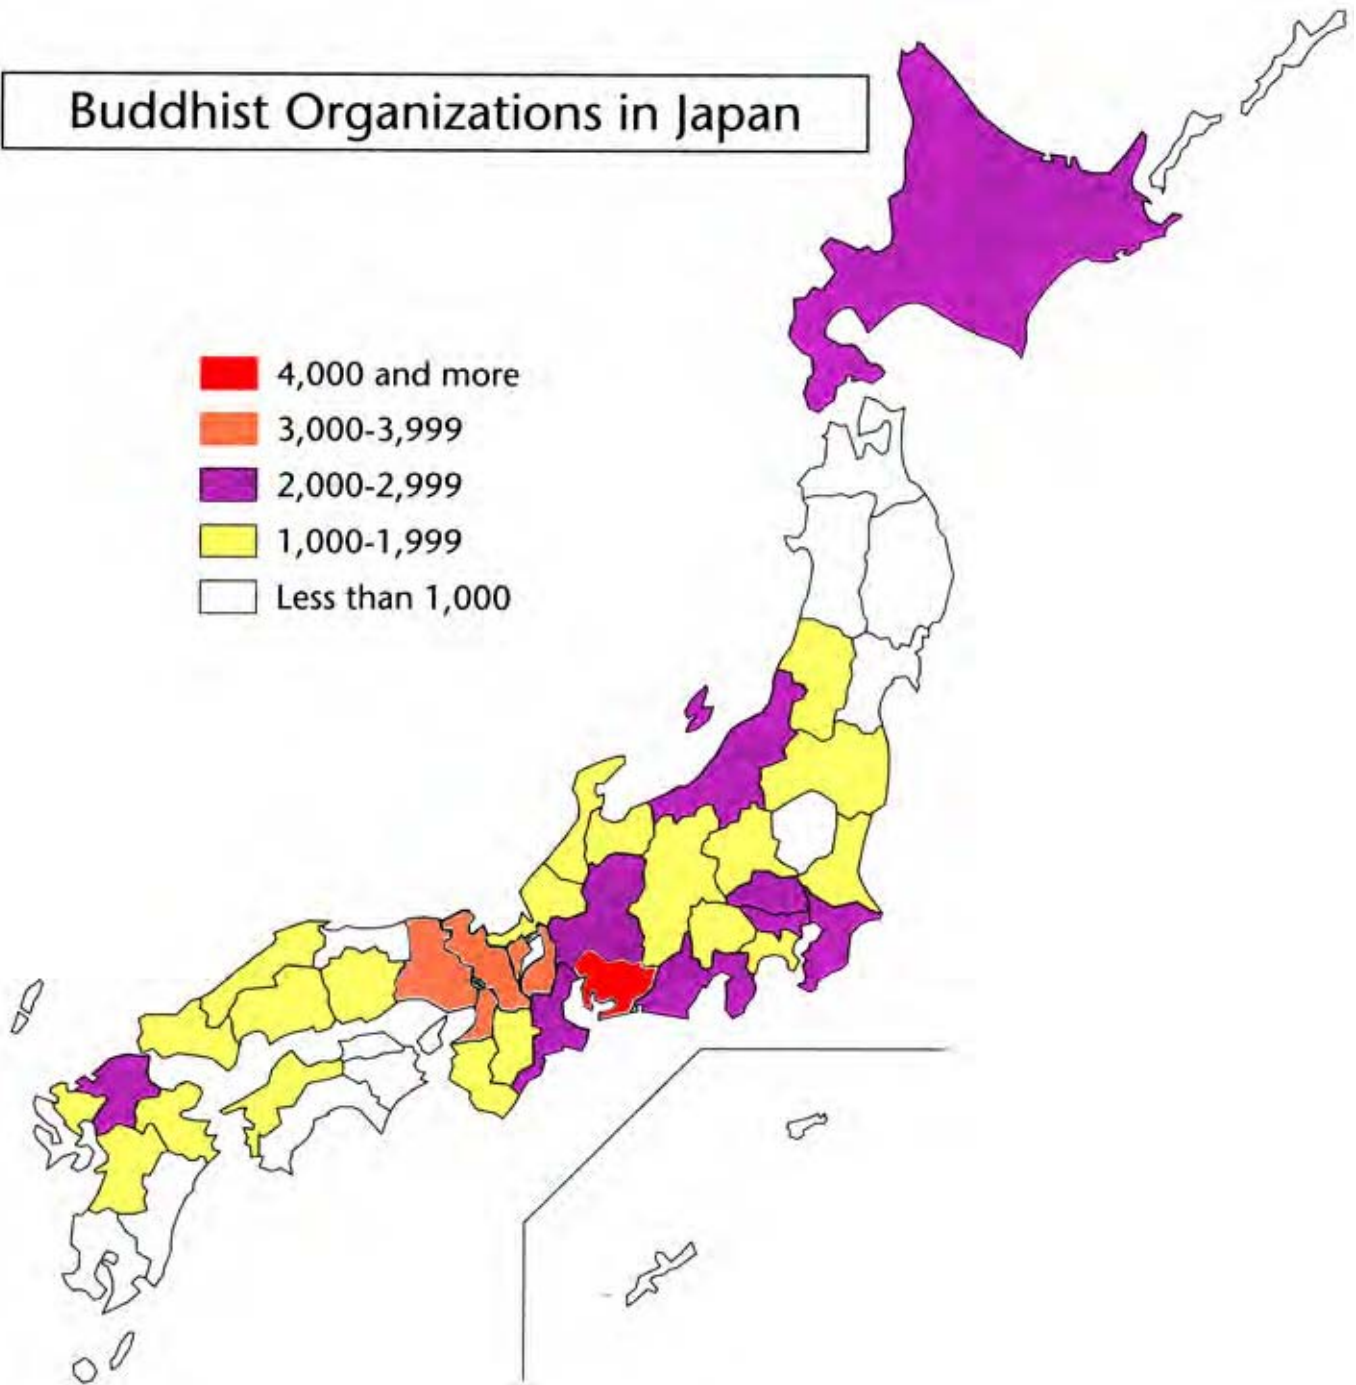 Buddhist Organizations in Japan
4,000 and more
3,000-3,999
2,000-2,999
1,000-1,999
Less than 1,000